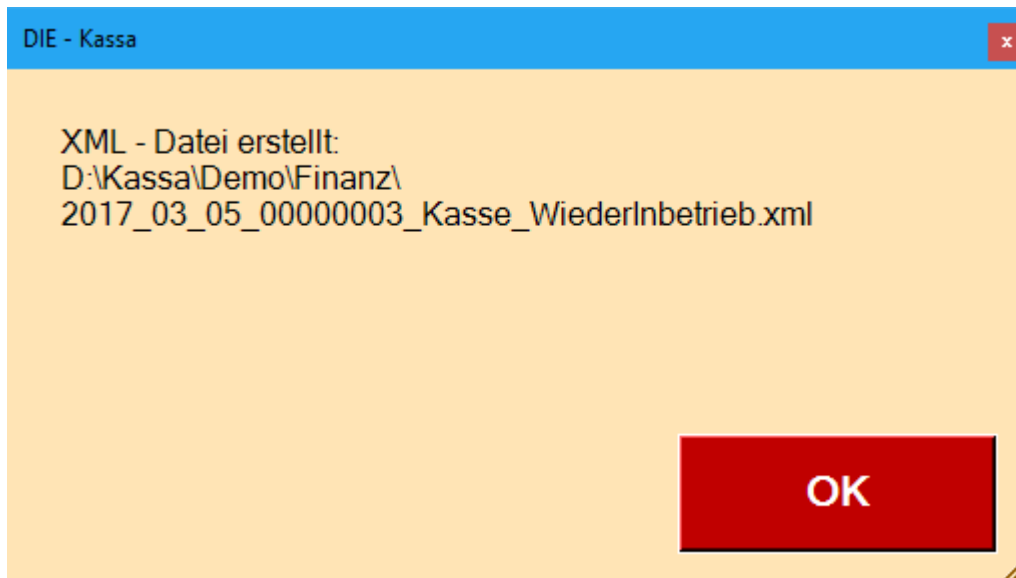 DIE - Kassa
x
XML - Datei erstellt:
D:\Kassa\Demo\Finanz\
2017_03_05_00000003_Kasse_WiederInbetrieb.xml
OK